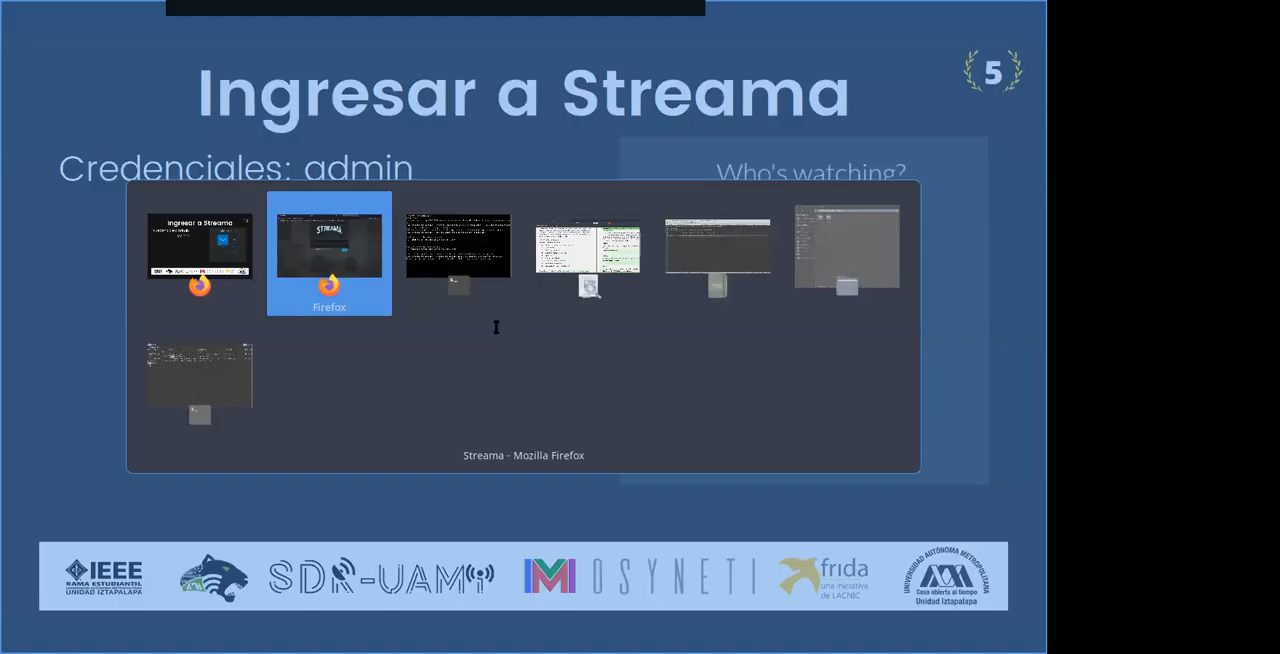 Ingresar a Streama
5
Credenciales: admin
Who's watching?
Ingresar a Streama
STREAMA
Firefox
Streama - Mozilla Firefox
IEEE
RAMA ESTUDIANTIL
UNIDAD IZTAPALAPA
SDR-UAMi
OSYNETI
frida
una iniciativa
de LACNIC
UNIVERSIDAD AUTÓNOMA METROPOLITANA
Casa abierta al tiempo
Unidad Iztapalapa